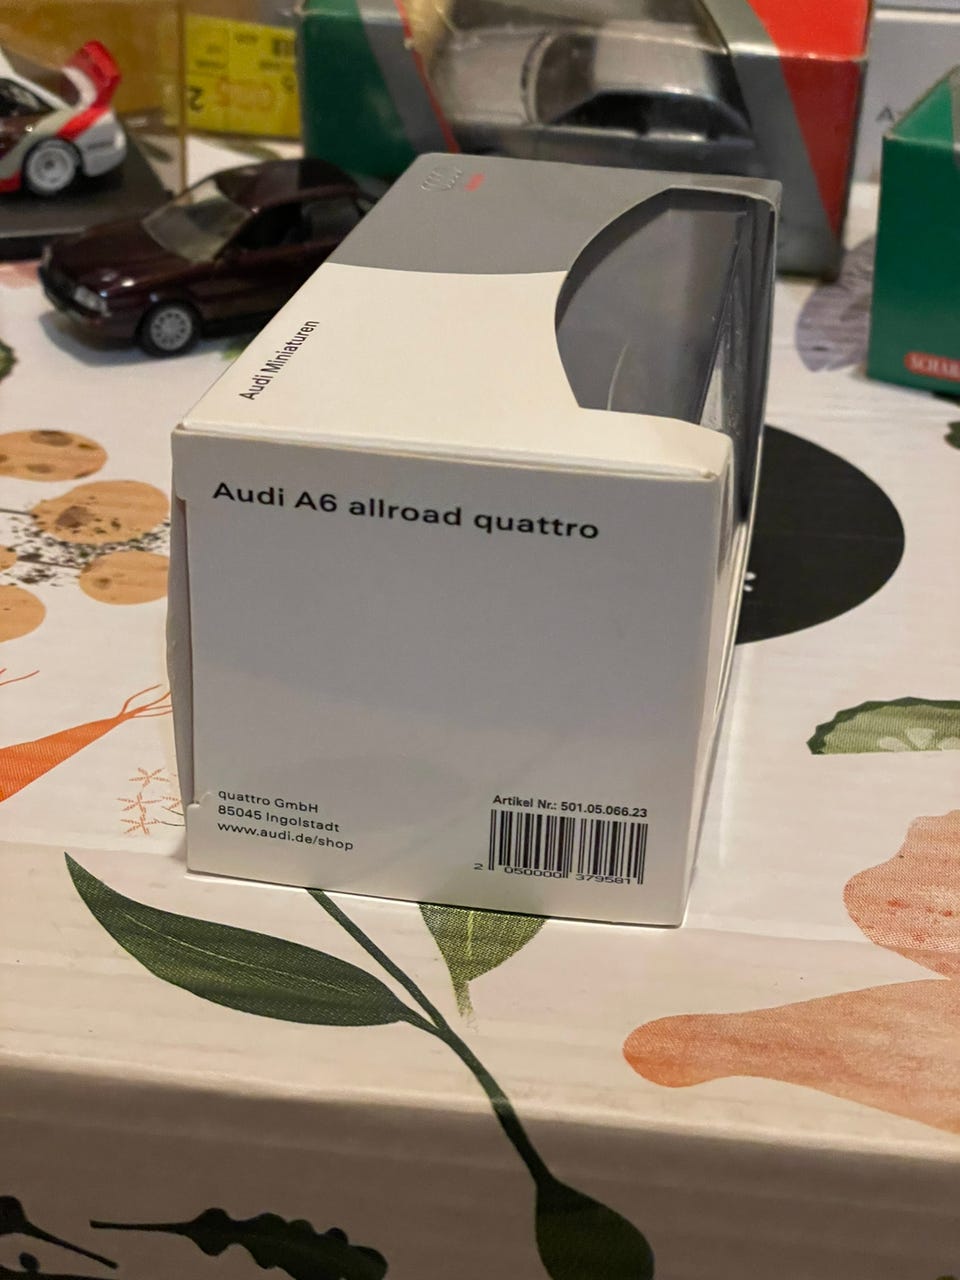 Audi Miniaturen
Audi A6 allroad quattro
quattro GmbH
85045 Ingolstadt
www.audi.de/shop
Artikel Nr.: 501.05.066.23
2 050000 379581